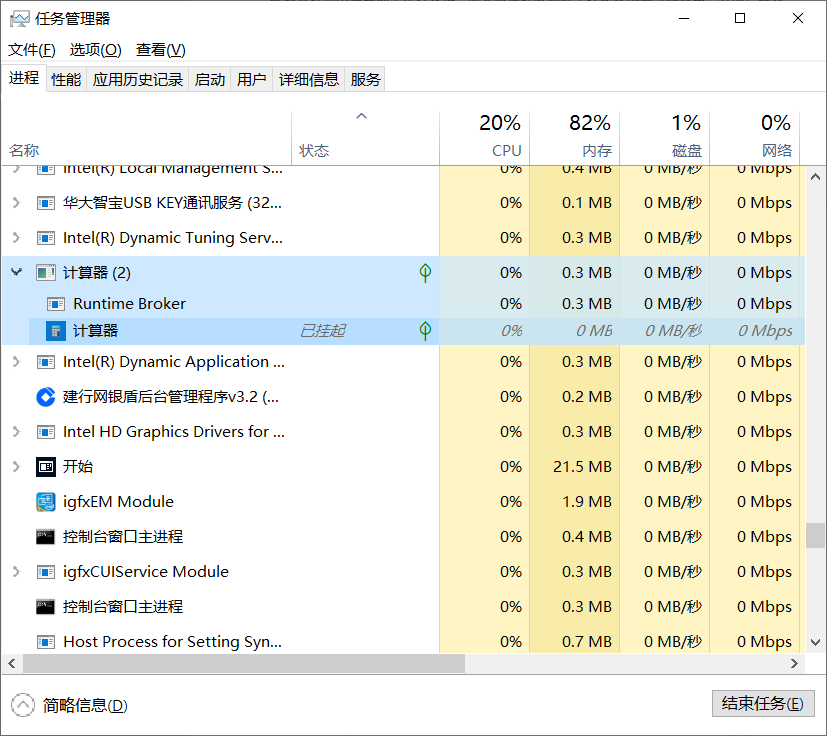 任务管理器
文件(F) 选项(O) 查看(V)
进程 性能 应用历史记录 启动 用户 详细信息 服务
20% 82% 1% 0%
名称 状态 CPU 内存 磁盘 网络
Intel(R) Local Management S... 0% 0.4 MB 0 MB/秒 0 Mbps
华大智宝USB KEY通讯服务 (32... 0% 0.1 MB 0 MB/秒 0 Mbps
Intel(R) Dynamic Tuning Serv... 0% 0.3 MB 0 MB/秒 0 Mbps
计算器 (2) 0% 0.3 MB 0 MB/秒 0 Mbps
Runtime Broker 0% 0.3 MB 0 MB/秒 0 Mbps
计算器 已挂起 0% 0 MB 0 MB/秒 0 Mbps
Intel(R) Dynamic Application ... 0% 0.3 MB 0 MB/秒 0 Mbps
建行网银盾后台管理程序v3.2 (... 0% 0.2 MB 0 MB/秒 0 Mbps
Intel HD Graphics Drivers for ... 0% 0.3 MB 0 MB/秒 0 Mbps
开始 0% 21.5 MB 0 MB/秒 0 Mbps
igfxEM Module 0% 1.9 MB 0 MB/秒 0 Mbps
控制台窗口主进程 0% 0.4 MB 0 MB/秒 0 Mbps
igfxCUIService Module 0% 0.3 MB 0 MB/秒 0 Mbps
控制台窗口主进程 0% 0.3 MB 0 MB/秒 0 Mbps
Host Process for Setting Syn... 0% 0.7 MB 0 MB/秒 0 Mbps
简略信息(D) 结束任务(E)